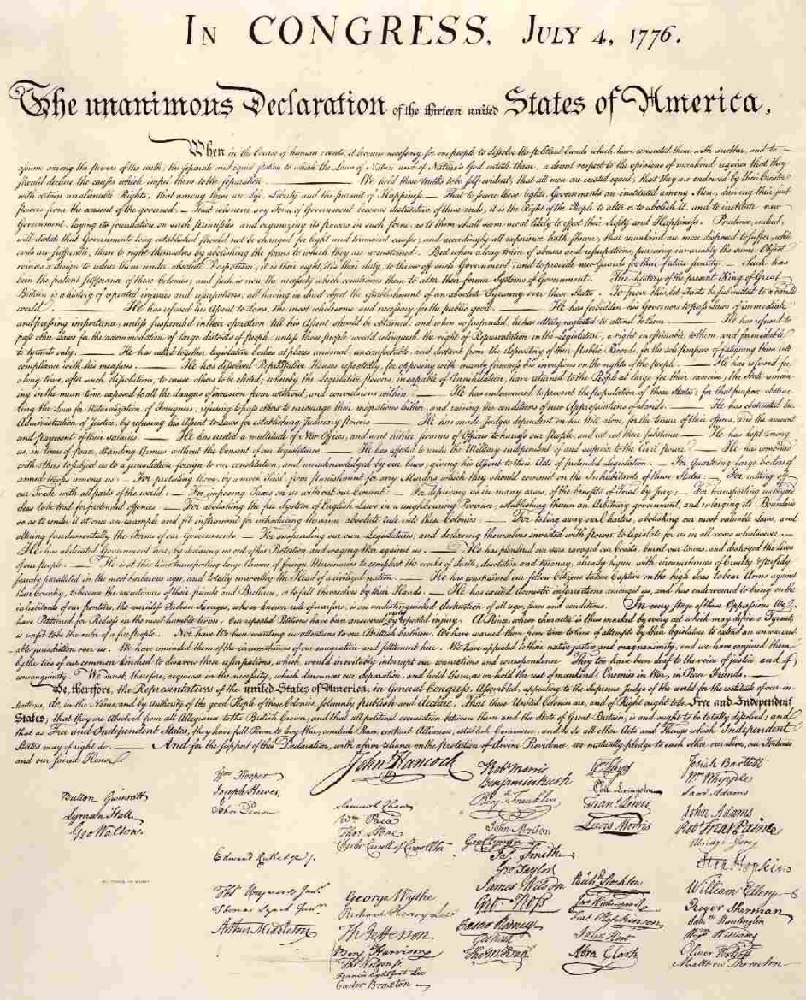 IN CONGRESS, JULY 4, 1776.
The unanimous Declaration of the thirteen united States of America,
When in the Course of human events, it becomes necessary for one people to dissolve the political bands which have connected them with another, and to
assume among the powers of the earth, the separate and equal station to which the Laws of Nature and of Nature's God entitle them, a decent respect to the opinions of mankind requires that they
should declare the causes which impel them to the separation. — We hold these truths to be self-evident, that all men are created equal, that they are endowed by their Creator
with certain unalienable Rights, that among these are Life, Liberty and the pursuit of Happiness. — That to secure these rights, Governments are instituted among Men, deriving their just
powers from the consent of the governed, — That whenever any Form of Government becomes destructive of these ends, it is the Right of the People to alter or to abolish it, and to institute new
Government, laying its foundation on such principles and organizing its powers in such form, as to them shall seem most likely to effect their Safety and Happiness. Prudence, indeed,
will dictate that Governments long established should not be changed for light and transient causes; and accordingly all experience hath shewn, that mankind are more disposed to suffer, while
evils are sufferable, than to right themselves by abolishing the forms to which they are accustomed. But when a long train of abuses and usurpations, pursuing invariably the same Object
evinces a design to reduce them under absolute Despotism, it is their right, it is their duty, to throw off such Government, and to provide new Guards for their future security. — Such has
been the patient sufferance of these Colonies; and such is now the necessity which constrains them to alter their former Systems of Government. The history of the present King of Great
Britain is a history of repeated injuries and usurpations, all having in direct object the establishment of an absolute Tyranny over these States. To prove this, let Facts be submitted to a candid
world. — He has refused his Assent to Laws, the most wholesome and necessary for the public good. — He has forbidden his Governors to pass Laws of immediate
and pressing importance, unless suspended in their operation till his Assent should be obtained; and when so suspended, he has utterly neglected to attend to them. — He has refused to
pass other Laws for the accommodation of large districts of people, unless those people would relinquish the right of Representation in the Legislature, a right inestimable to them and formidable
to tyrants only. — He has called together legislative bodies at places unusual, uncomfortable, and distant from the depository of their Public Records, for the sole purpose of fatiguing them into
compliance with his measures. — He has dissolved Representative Houses repeatedly, for opposing with manly firmness his invasions on the rights of the people. — He has refused for
a long time, after such dissolutions, to cause others to be elected; whereby the Legislative powers, incapable of Annihilation, have returned to the People at large for their exercise; the State remain-
ing in the mean time exposed to all the dangers of invasion from without, and convulsions within. — He has endeavoured to prevent the population of these States; for that purpose obstruc-
ting the Laws for Naturalization of Foreigners; refusing to pass others to encourage their migrations hither, and raising the conditions of new Appropriations of Lands. — He has obstructed the
Administration of Justice, by refusing his Assent to Laws for establishing Judiciary powers. — He has made Judges dependent on his Will alone, for the tenure of their offices, and the amount
and payment of their salaries. — He has erected a multitude of New Offices, and sent hither swarms of Officers to harrass our people, and eat out their substance. — He has kept among
us, in times of peace, Standing Armies without the Consent of our legislatures. — He has affected to render the Military independent of and superior to the Civil power. — He has combined
with others to subject us to a jurisdiction foreign to our constitution, and unacknowledged by our laws; giving his Assent to their Acts of pretended Legislation: — For Quartering large bodies of
armed troops among us: — For protecting them, by a mock Trial, from punishment for any Murders which they should commit on the Inhabitants of these States: — For cutting off
our Trade with all parts of the world: — For imposing Taxes on us without our Consent: — For depriving us in many cases, of the benefits of Trial by Jury: — For transporting us beyond
Seas to be tried for pretended offences — For abolishing the free System of English Laws in a neighbouring Province, establishing therein an Arbitrary government, and enlarging its Boundaries
so as to render it at once an example and fit instrument for introducing the same absolute rule into these Colonies: — For taking away our Charters, abolishing our most valuable Laws, and
altering fundamentally the Forms of our Governments: — For suspending our own Legislatures, and declaring themselves invested with power to legislate for us in all cases whatsoever. —
He has abdicated Government here, by declaring us out of his Protection and waging War against us. — He has plundered our seas, ravaged our Coasts, burnt our towns, and destroyed the lives
of our people. — He is at this time transporting large Armies of foreign Mercenaries to compleat the works of death, desolation and tyranny, already begun with circumstances of Cruelty & perfidy
scarcely paralleled in the most barbarous ages, and totally unworthy the Head of a civilized nation. — He has constrained our fellow Citizens taken Captive on the high Seas to bear Arms against
their Country, to become the executioners of their friends and Brethren, or to fall themselves by their Hands. — He has excited domestic insurrections amongst us, and has endeavoured to bring on the
inhabitants of our frontiers, the merciless Indian Savages, whose known rule of warfare, is an undistinguished destruction of all ages, sexes and conditions. In every stage of these Oppressions We
have Petitioned for Redress in the most humble terms: Our repeated Petitions have been answered only by repeated injury. A Prince, whose character is thus marked by every act which may define a Tyrant,
is unfit to be the ruler of a free people. Nor have We been wanting in attentions to our Brittish brethren. We have warned them from time to time of attempts by their legislature to extend an unwarrant-
able jurisdiction over us. We have reminded them of the circumstances of our emigration and settlement here. We have appealed to their native justice and magnanimity, and we have conjured them
by the ties of our common kindred to disavow these usurpations, which, would inevitably interrupt our connections and correspondence. They too have been deaf to the voice of justice and of
consanguinity. We must, therefore, acquiesce in the necessity, which denounces our Separation, and hold them, as we hold the rest of mankind, Enemies in War, in Peace Friends. —
We, therefore, the Representatives of the united States of America, in General Congress, Assembled, appealing to the Supreme Judge of the world for the rectitude of our in-
tentions, do, in the Name, and by Authority of the good People of these Colonies, solemnly publish and declare, That these United Colonies are, and of Right ought to be Free and Independent
States; that they are Absolved from all Allegiance to the British Crown, and that all political connection between them and the State of Great Britain, is and ought to be totally dissolved; and
that as Free and Independent States, they have full Power to levy War, conclude Peace, contract Alliances, establish Commerce, and to do all other Acts and Things which Independent
States may of right do. — And for the support of this Declaration, with a firm reliance on the protection of divine Providence, we mutually pledge to each other our Lives, our Fortunes
and our sacred Honor.
Button Gwinnett
Lyman Hall
Geo Walton.
Wm Hooper
Joseph Hewes,
John Penn
Edward Rutledge /.
Thos Heyward Junr.
Thomas Lynch Junr.
Arthur Middleton
John Hancock
Samuel Chase
Wm Paca
Thos Stone
Charles Carroll of Carrollton
George Wythe
Richard Henry Lee
Th Jefferson
Benj Harrison
Thos Nelson jr.
Francis Lightfoot Lee
Carter Braxton
Robt Morris
Benjamin Rush
Benj. Franklin
John Morton
Geo Clymer
Jas. Smith
Geo Taylor
James Wilson
Geo. Ross
Caesar Rodney
Geo Read
Tho M:Kean
Wm Floyd
Phil. Livingston
Frans. Lewis
Lewis Morris
Richd. Stockton
Jno Witherspoon
Fras. Hopkinson
John Hart
Abra Clark
Josiah Bartlett
Wm: Whipple
Saml Adams
John Adams
Robt Treat Paine
Elbridge Gerry
Step. Hopkins
William Ellery
Roger Sherman
Saml Huntington
Wm Williams
Oliver Wolcott
Matthew Thornton